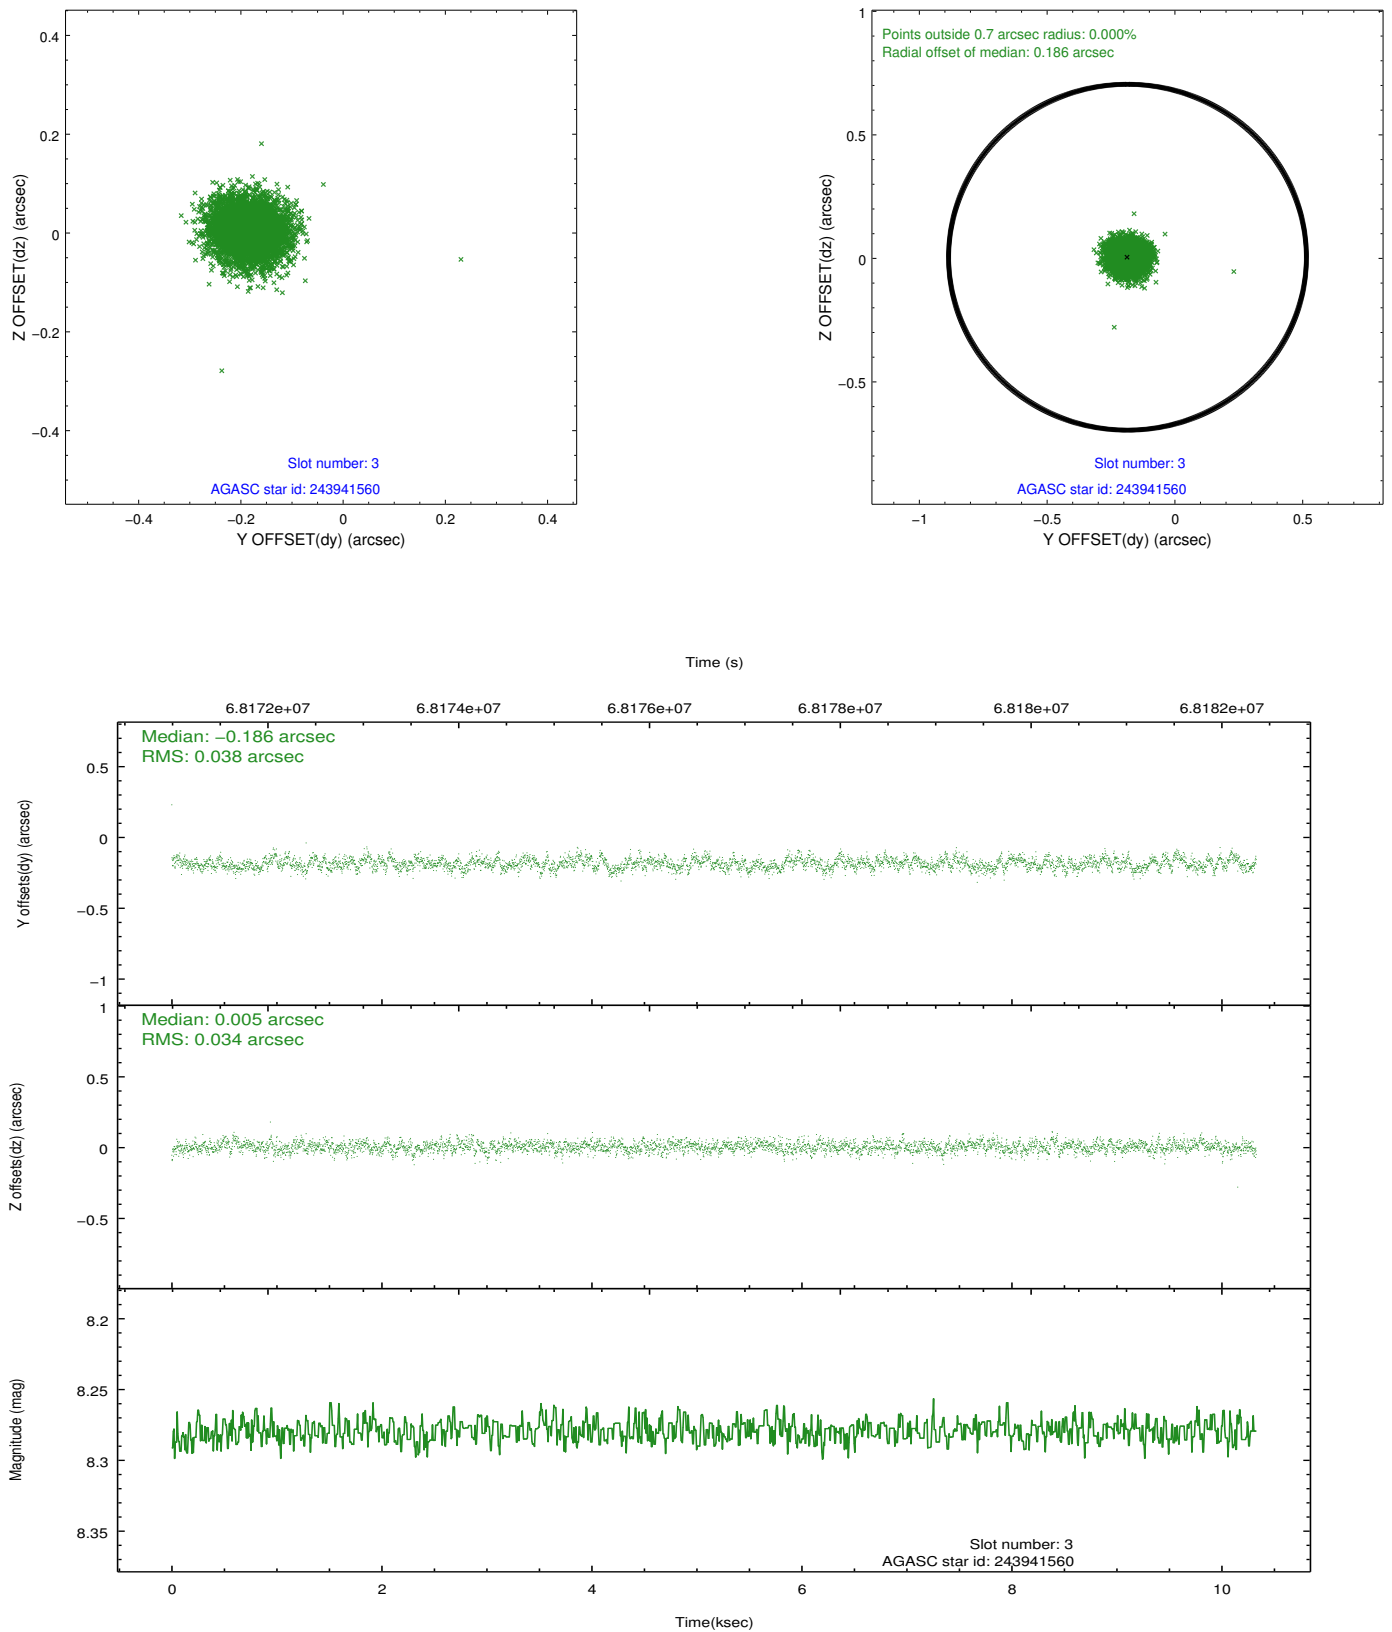 0.4
0.2
0
−0.2
−0.4
Z OFFSET(dz) (arcsec)
Slot number: 3
AGASC star id: 243941560
−0.4
−0.2
0
0.2
0.4
Y OFFSET(dy) (arcsec)
Points outside 0.7 arcsec radius: 0.000%
Radial offset of median: 0.186 arcsec
1
0.5
0
−0.5
Z OFFSET(dz) (arcsec)
Slot number: 3
AGASC star id: 243941560
−1
−0.5
0
0.5
Y OFFSET(dy) (arcsec)
Time (s)
6.8172e+07
6.8174e+07
6.8176e+07
6.8178e+07
6.818e+07
6.8182e+07
Median: −0.186 arcsec
RMS: 0.038 arcsec
0.5
0
−0.5
−1
Y offsets(dy) (arcsec)
Median: 0.005 arcsec
RMS: 0.034 arcsec
1
0.5
0
−0.5
Z offsets(dz) (arcsec)
8.2
8.25
8.3
8.35
Magnitude (mag)
Slot number: 3
AGASC star id: 243941560
0
2
4
6
8
10
Time(ksec)